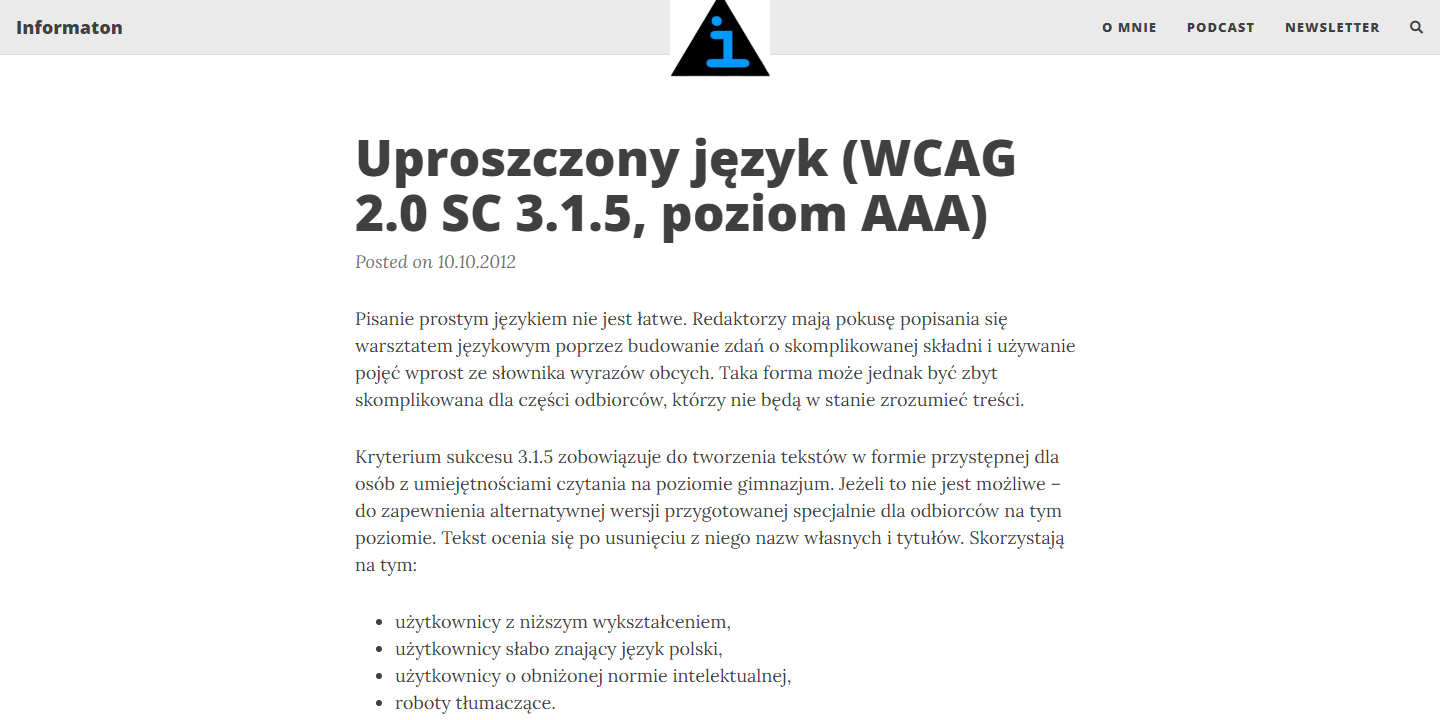 Informaton
i
O MNIE
PODCAST
NEWSLETTER
Uproszczony język (WCAG
2.0 SC 3.1.5, poziom AAA)
Posted on 10.10.2012
Pisanie prostym językiem nie jest łatwe. Redaktorzy mają pokusę popisania się
warsztatem językowym poprzez budowanie zdań o skomplikowanej składni i używanie
pojęć wprost ze słownika wyrazów obcych. Taka forma może jednak być zbyt
skomplikowana dla części odbiorców, którzy nie będą w stanie zrozumieć treści.
Kryterium sukcesu 3.1.5 zobowiązuje do tworzenia tekstów w formie przystępnej dla
osób z umiejętnościami czytania na poziomie gimnazjum. Jeżeli to nie jest możliwe –
do zapewnienia alternatywnej wersji przygotowanej specjalnie dla odbiorców na tym
poziomie. Tekst ocenia się po usunięciu z niego nazw własnych i tytułów. Skorzystają
na tym:
• użytkownicy z niższym wykształceniem,
• użytkownicy słabo znający język polski,
• użytkownicy o obniżonej normie intelektualnej,
• roboty tłumaczące.